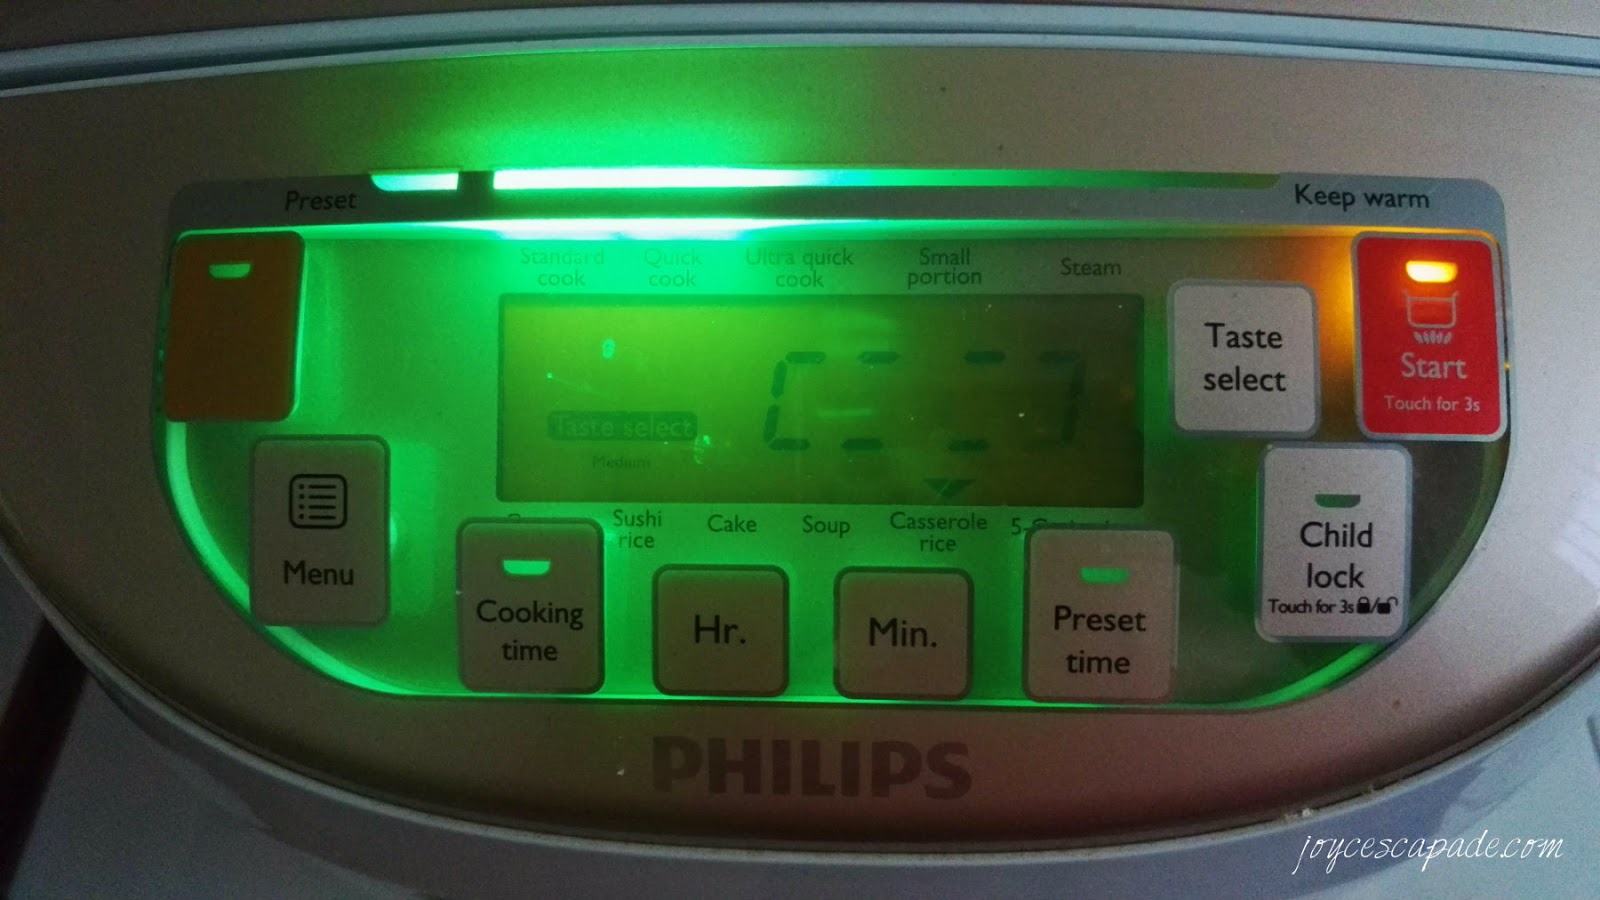 Preset
Keep warm
Standard cook
Quick cook
Ultra quick cook
Small portion
Steam
Taste select
Medium
Taste select
Start
Touch for 3s
Menu
Sushi rice
Cake
Soup
Casserole rice
Cooking time
Hr.
Min.
Preset time
Child lock
Touch for 3s
PHILIPS
joycescapade.com